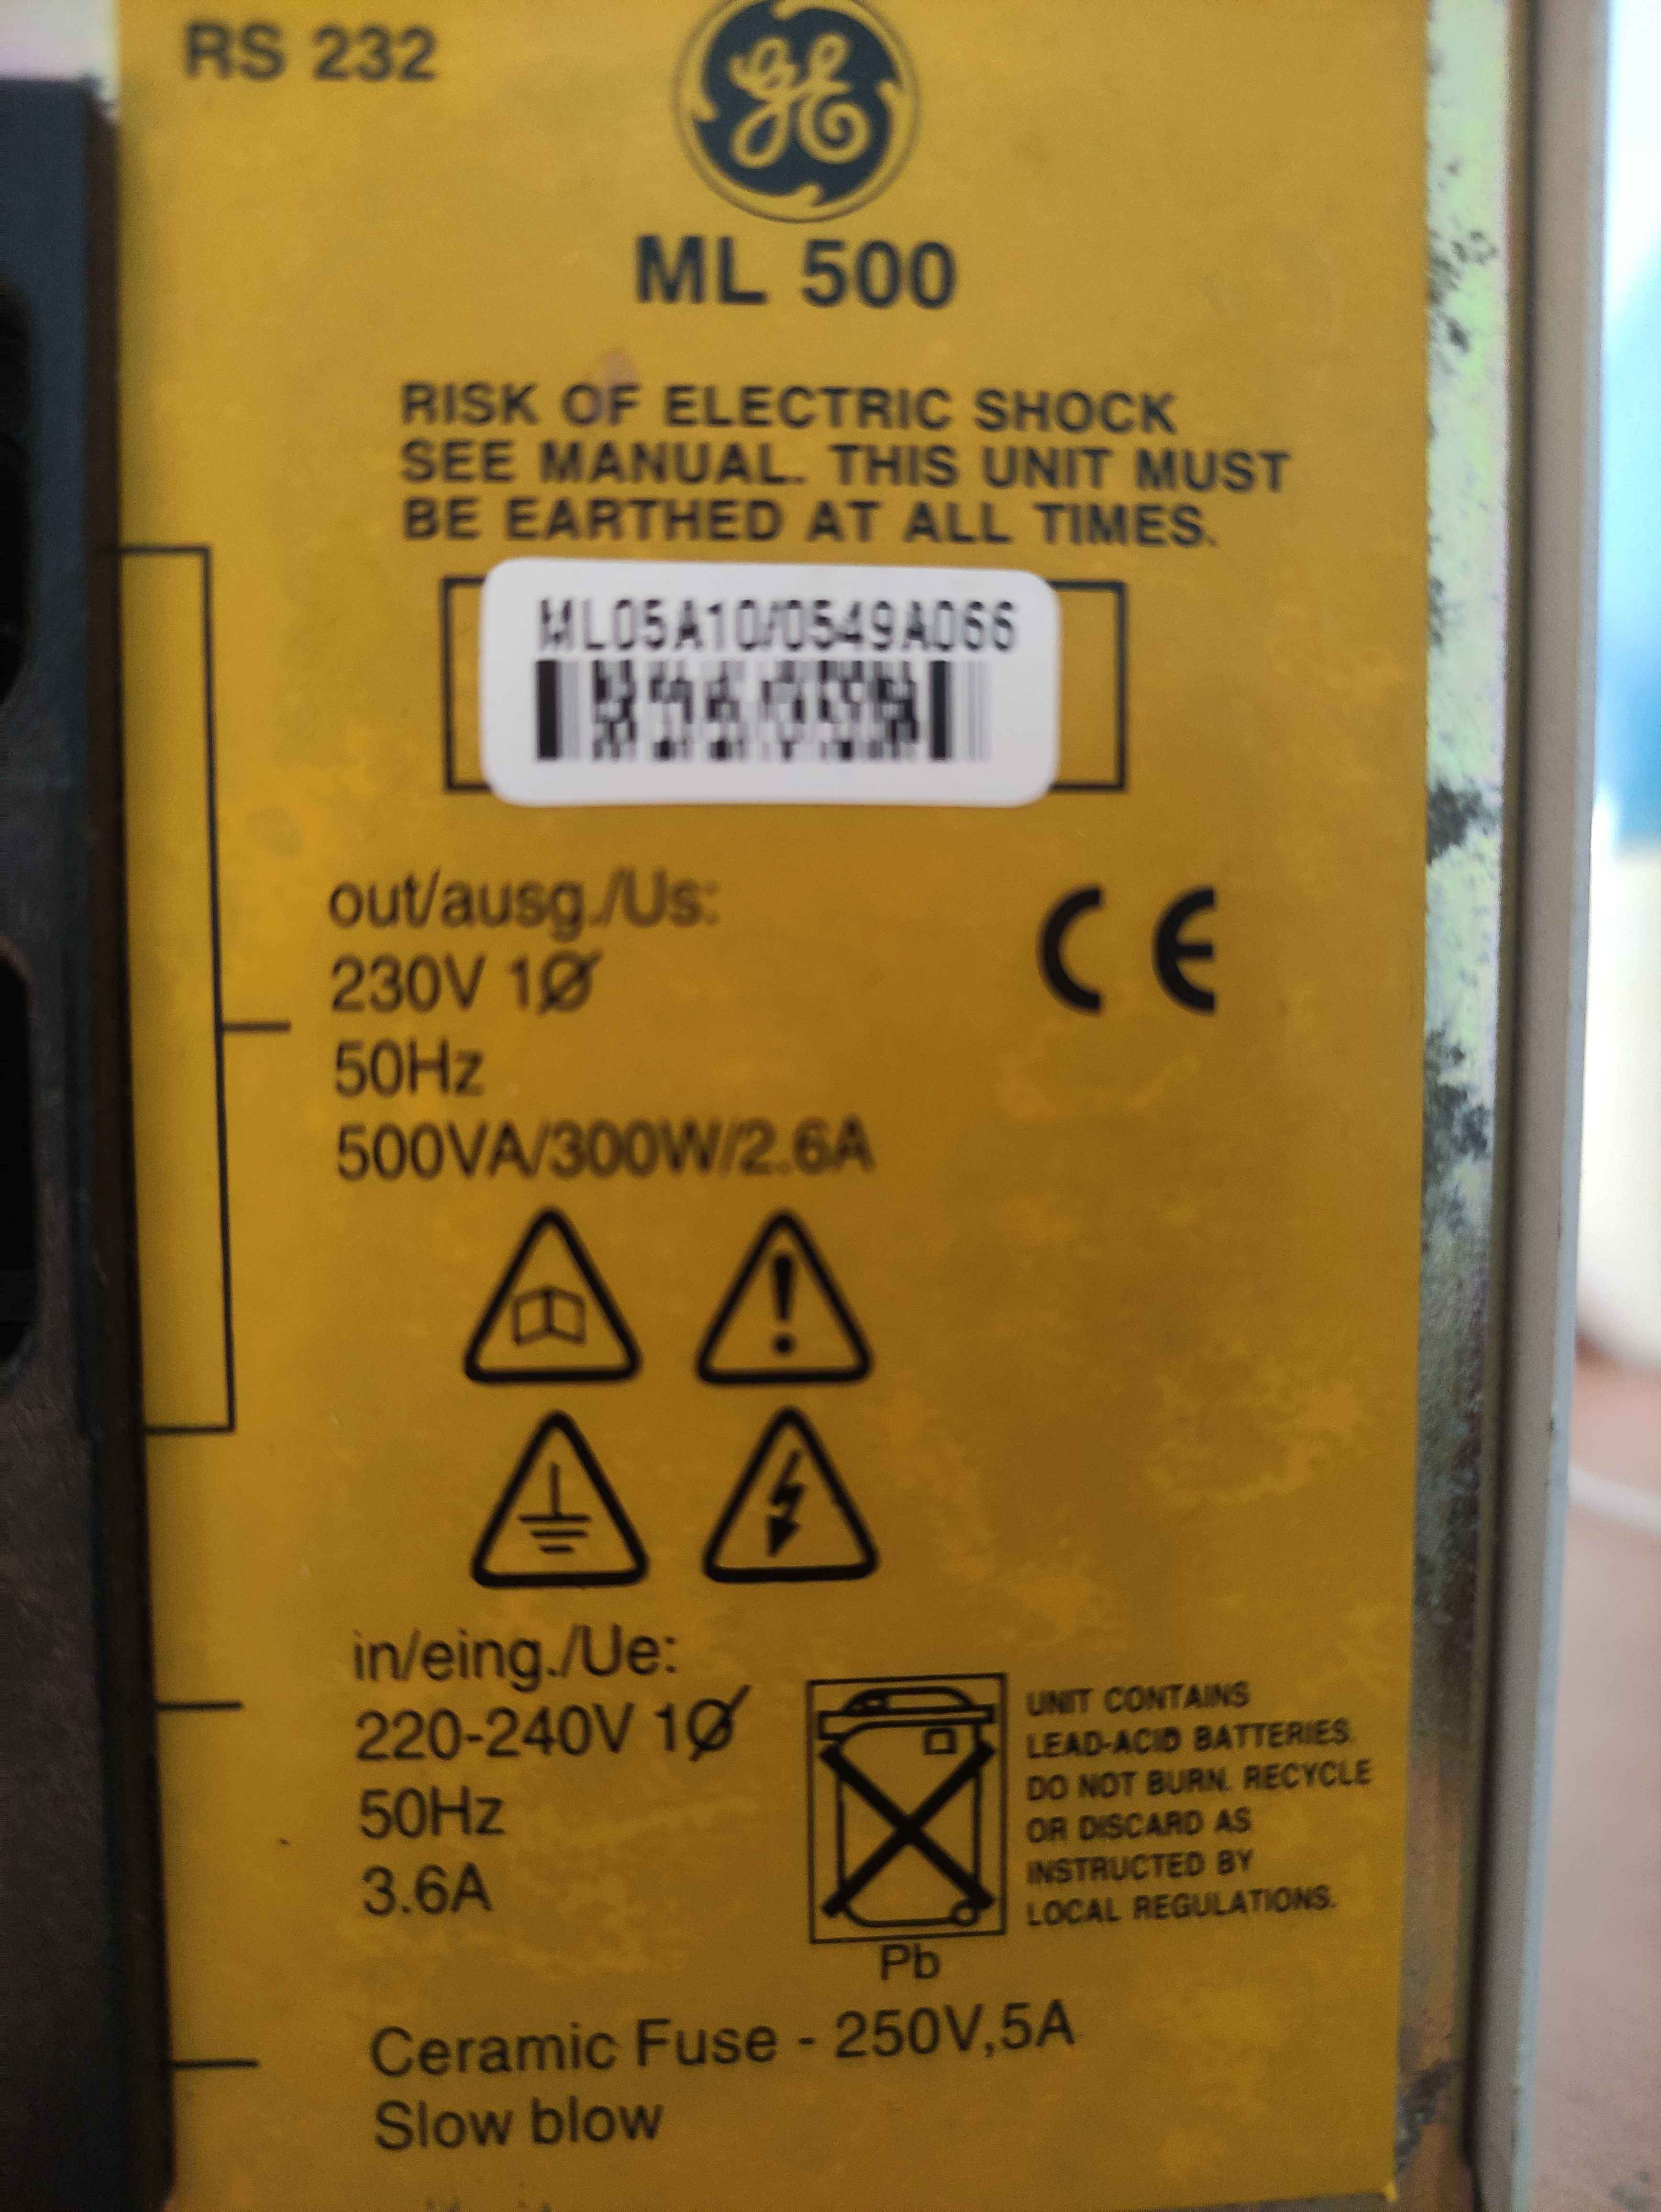 RS 232
GE
ML 500
RISK OF ELECTRIC SHOCK
SEE MANUAL. THIS UNIT MUST
BE EARTHED AT ALL TIMES.
ML05A10/0549A066
out/ausg./Us:
230V 1Ø
50Hz
500VA/300W/2.6A
CE
in/eing./Ue:
220-240V 1Ø
50Hz
3.6A
UNIT CONTAINS
LEAD-ACID BATTERIES.
DO NOT BURN. RECYCLE
OR DISCARD AS
INSTRUCTED BY
LOCAL REGULATIONS.
Pb
Ceramic Fuse - 250V,5A
Slow blow